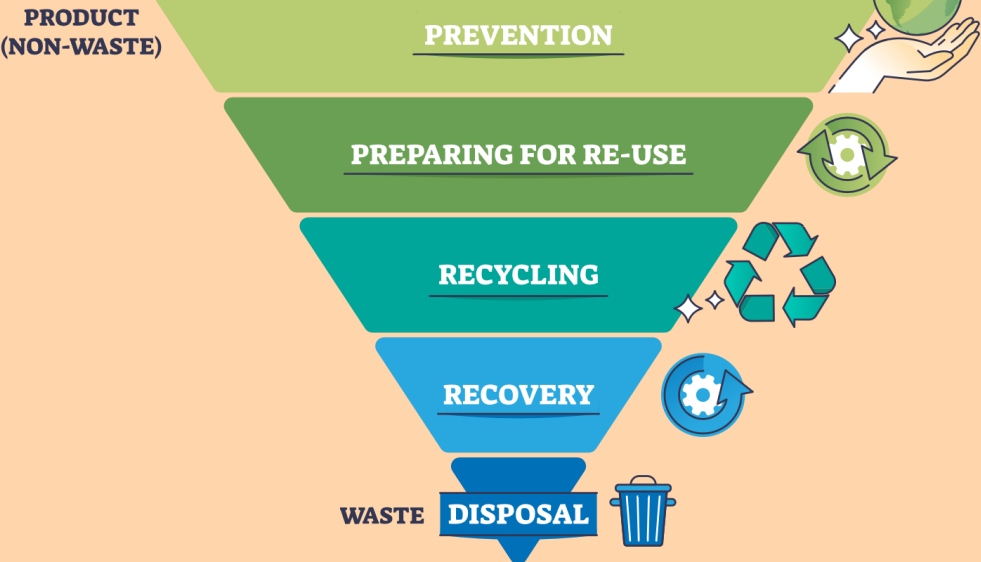 PRODUCT
(NON-WASTE)
PREVENTION
PREPARING FOR RE-USE
RECYCLING
RECOVERY
WASTE
DISPOSAL